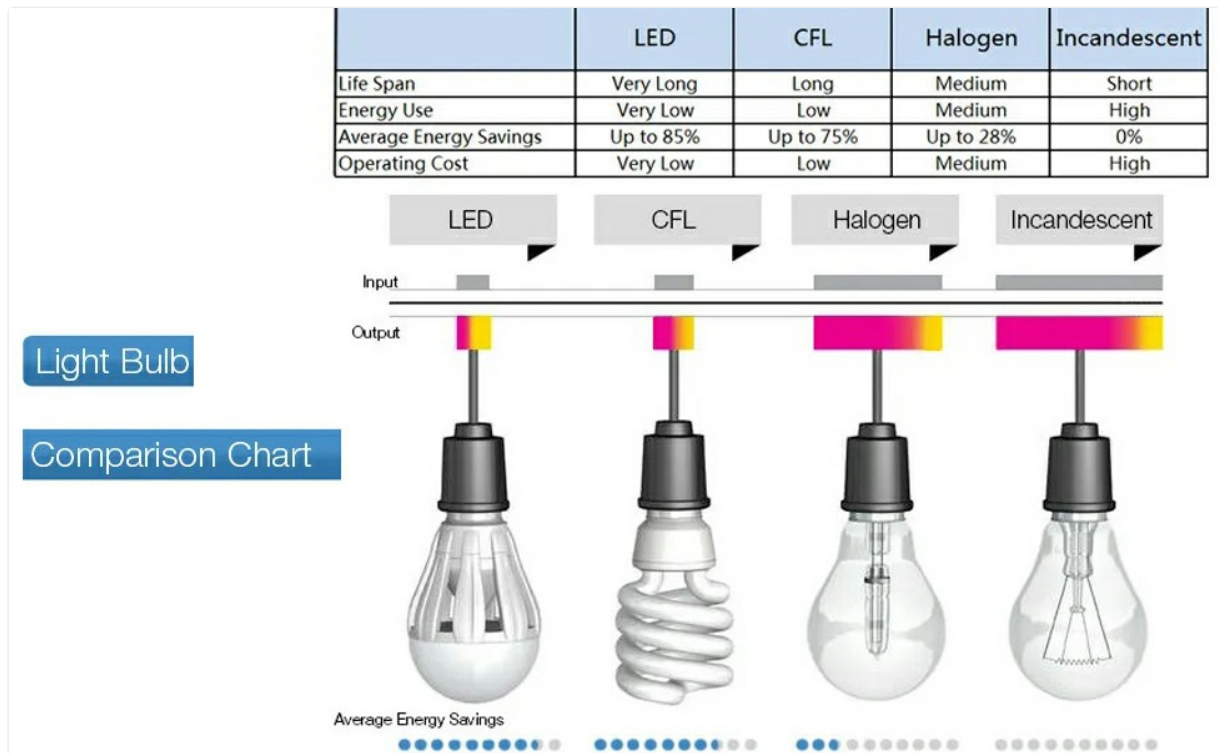 LED CFL Halogen Incandescent
Life Span Very Long Long Medium Short
Energy Use Very Low Low Medium High
Average Energy Savings Up to 85% Up to 75% Up to 28% 0%
Operating Cost Very Low Low Medium High
LED CFL Halogen Incandescent
Input
Output
Light Bulb
Comparison Chart
Average Energy Savings